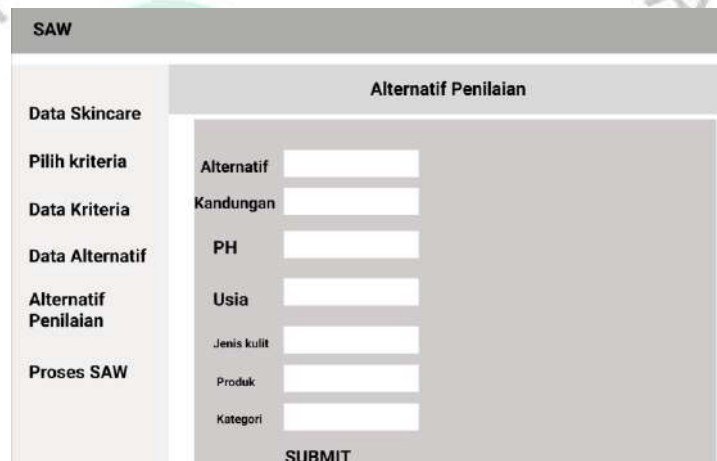 SAW
Data Skincare
Pilih kriteria
Data Kriteria
Data Alternatif
Alternatif
Penilaian
Proses SAW
Alternatif Penilaian
Alternatif
Kandungan
PH
Usia
Jenis kulit
Produk
Kategori
SUBMIT